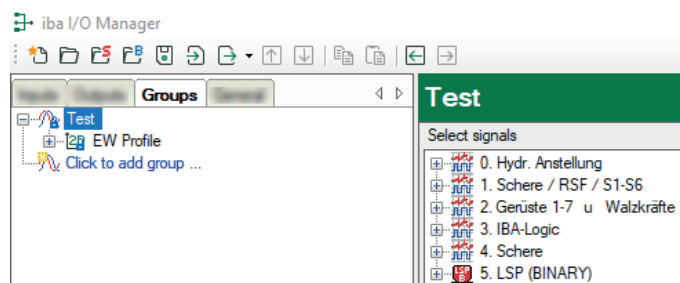 iba I/O Manager
Groups
Test
EW Profile
Click to add group ...
Test
Select signals
0. Hydr. Anstellung
1. Schere / RSF / S1-S6
2. Gerüste 1-7 u Walzkräfte
3. IBA-Logic
4. Schere
5. LSP (BINARY)